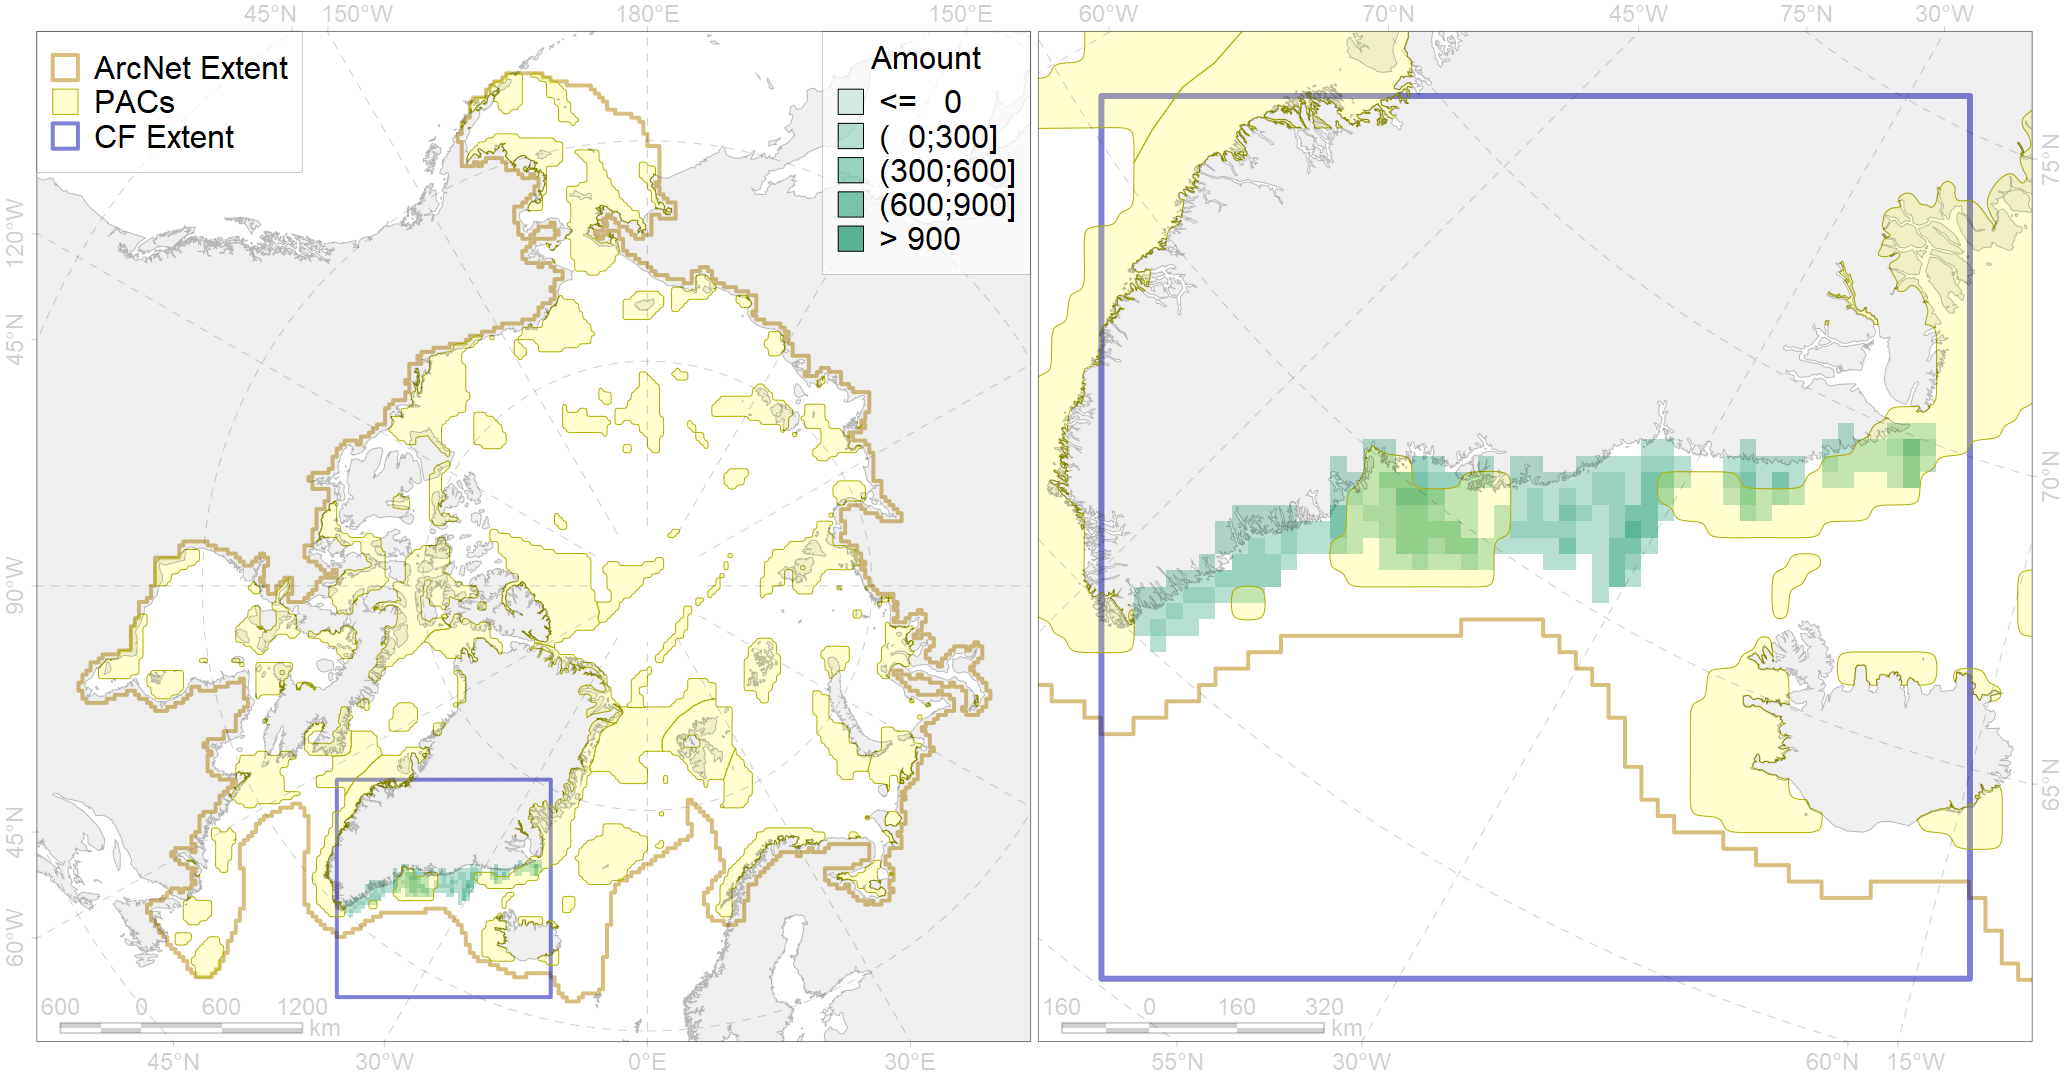 45°N 150°W 180°E 150°E 60°W 70°N 45°W 75°N 30°W
ArcNet Extent
PACs
CF Extent
Amount
<= 0
( 0;300]
(300;600]
(600;900]
> 900
120°W
45°N
90°W
45°N
60°W
75°N
70°N
65°N
600 0 600 1200
km
160 0 160 320
km
45°N 30°W 0°E 30°E 55°N 30°W 60°N 15°W